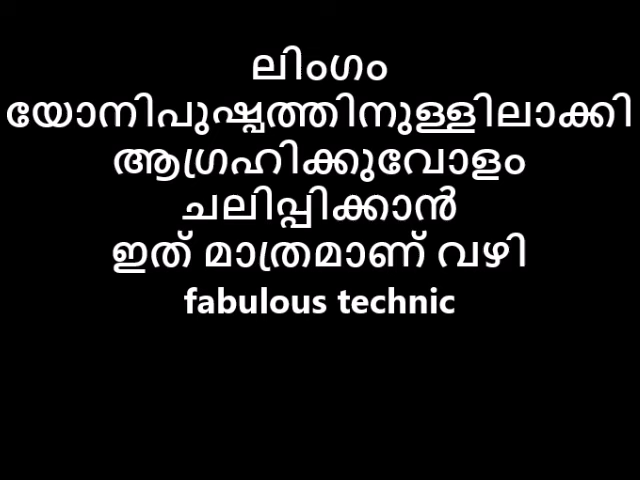 ലിംഗം
യോനിപുഷ്പത്തിനുള്ളിലാക്കി
ആഗ്രഹിക്കുവോളം
ചലിപ്പിക്കാൻ
ഇത് മാത്രമാണ് വഴി
fabulous technic